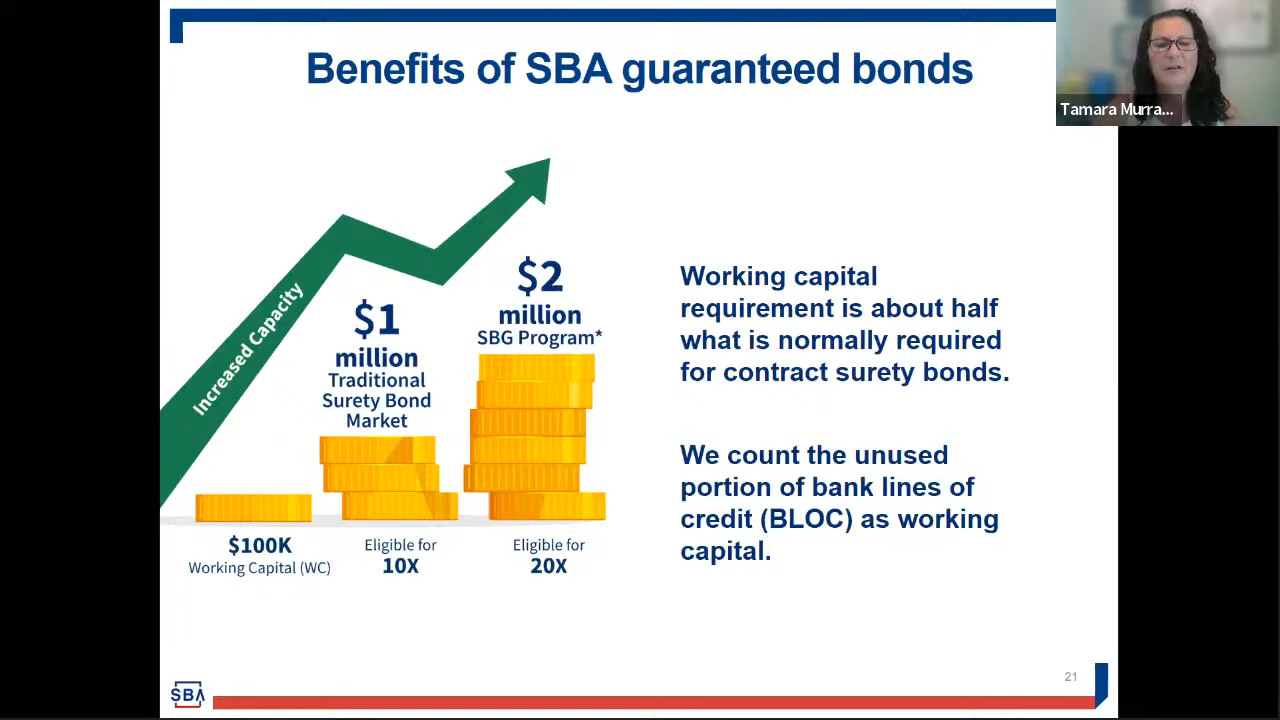 Benefits of SBA guaranteed bonds
Tamara Murra...
Increased Capacity
$1
million
Traditional
Surety Bond
Market
$2
million
SBG Program*
$100K
Working Capital (WC)
Eligible for
10X
Eligible for
20X
Working capital
requirement is about half
what is normally required
for contract surety bonds.
We count the unused
portion of bank lines of
credit (BLOC) as working
capital.
21
SBA